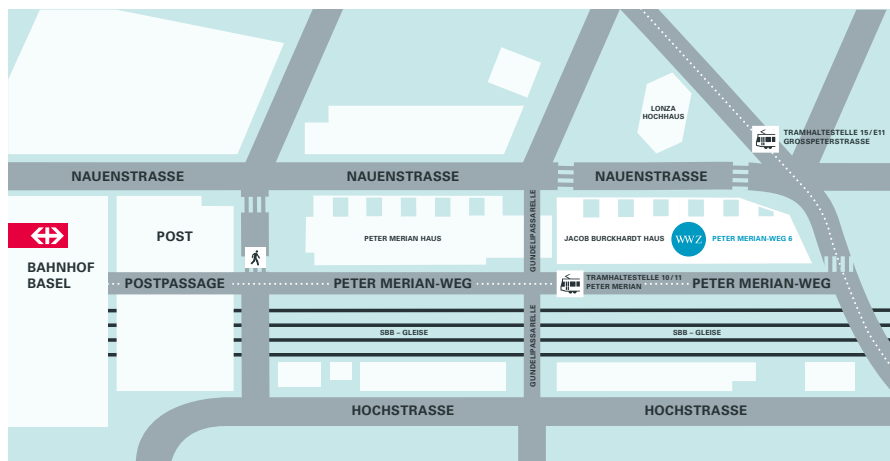 LONZA
HOCHHAUS
TRAMHALTESTELLE 15/E11
GROSSPETERSTRASSE
NAUENSTRASSE
NAUENSTRASSE
NAUENSTRASSE
GUNDELIPASSARELLE
POST
PETER MERIAN HAUS
JACOB BURCKHARDT HAUS
WWZ
PETER MERIAN-WEG 6
BAHNHOF
BASEL
POSTPASSAGE
PETER MERIAN-WEG
TRAMHALTESTELLE 10/11
PETER MERIAN
PETER MERIAN-WEG
SBB – GLEISE
SBB – GLEISE
GUNDELIPASSARELLE
HOCHSTRASSE
HOCHSTRASSE